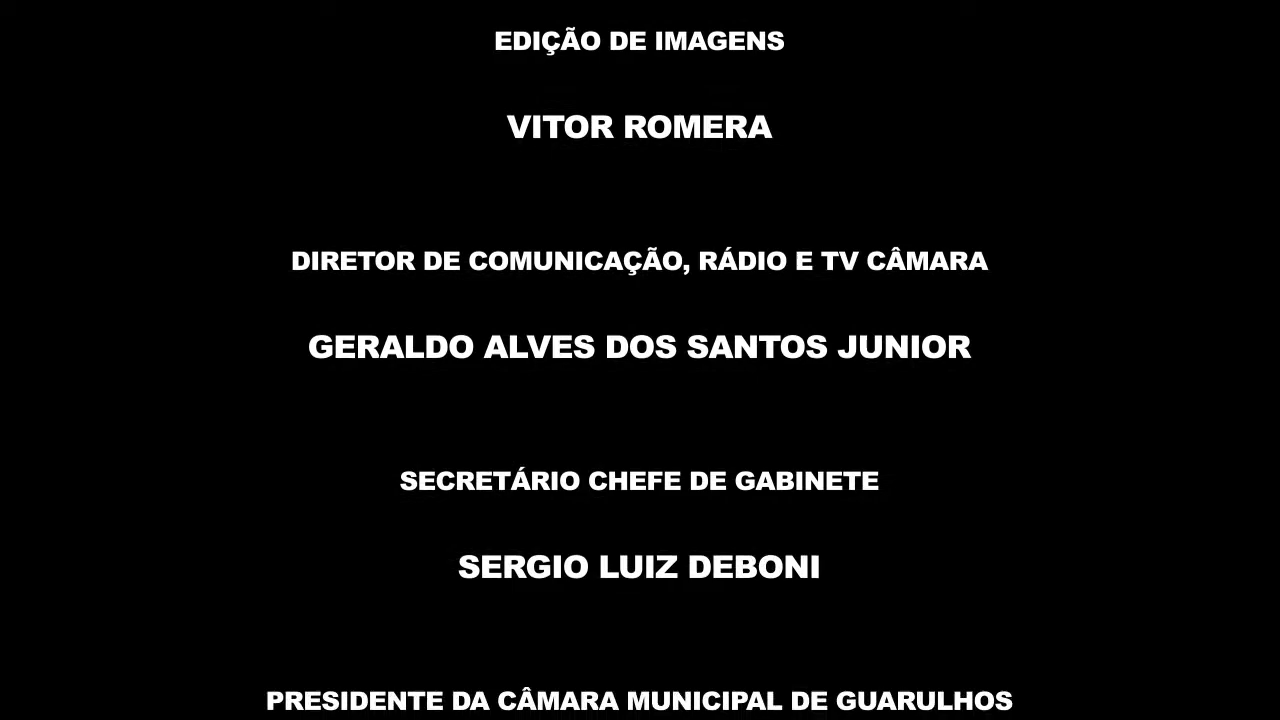 EDIÇÃO DE IMAGENS
VITOR ROMERA
DIRETOR DE COMUNICAÇÃO, RÁDIO E TV CÂMARA
GERALDO ALVES DOS SANTOS JUNIOR
SECRETÁRIO CHEFE DE GABINETE
SERGIO LUIZ DEBONI
PRESIDENTE DA CÂMARA MUNICIPAL DE GUARULHOS